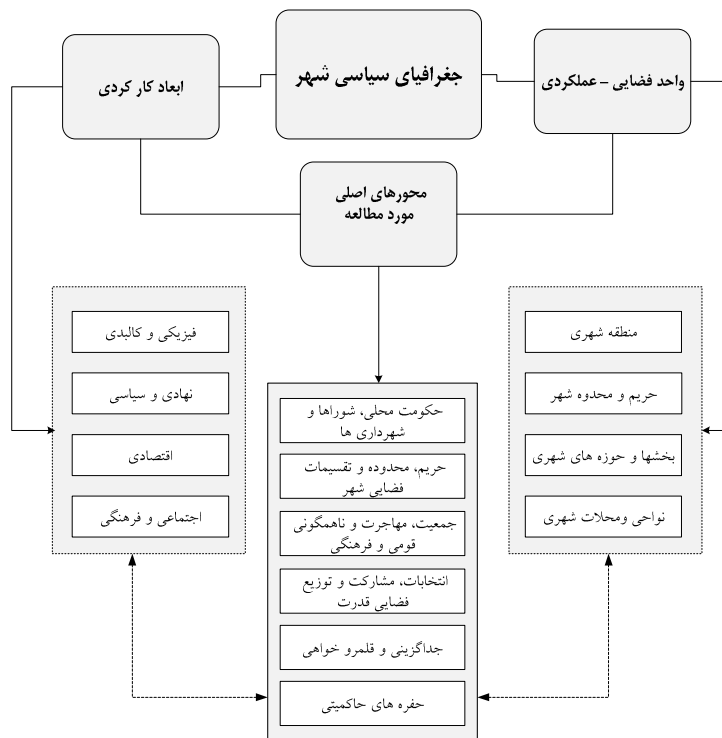 جغرافیای سیاسی شهر
واحد فضایی – عملکردی
ابعاد کار کردی
محورهای اصلی
مورد مطالعه
منطقه شهری
حریم و محدوه شهر
بخشها و حوزه های شهری
نواحی ومحلات شهری
حکومت محلی، شوراها و
شهرداری ها
حریم، محدوده و تقسیمات
فضایی شهر
جمعیت، مهاجرت و ناهمگونی
قومی و فرهنگی
انتخابات، مشارکت و توزیع
فضایی قدرت
جداگزینی و قلمرو خواهی
حفره های حاکمیتی
فیزیکی و کالبدی
نهادی و سیاسی
اقتصادی
اجتماعی و فرهنگی